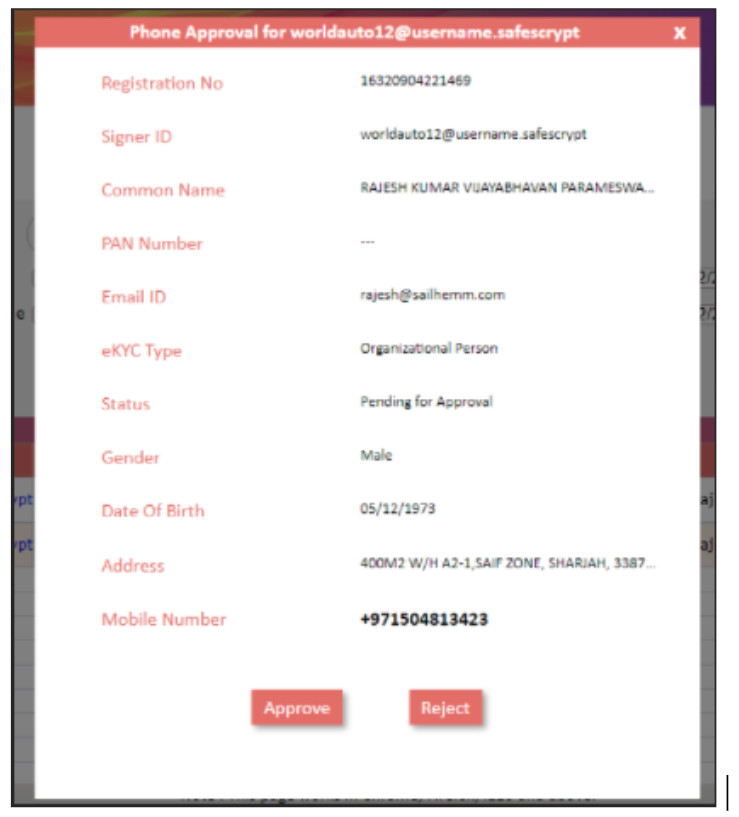 Phone Approval for worldauto12@username.safescrypt X
Registration No 16320904221469
Signer ID worldauto12@username.safescrypt
Common Name RAJESH KUMAR VIJAYABHAVAN PARAMESWA...
PAN Number ---
Email ID rajesh@sailhemm.com
eKYC Type Organizational Person
Status Pending for Approval
Gender Male
Date Of Birth 05/12/1973
Address 400M2 W/H A2-1,SAIF ZONE, SHARJAH, 3387...
Mobile Number +971504813423
Approve Reject